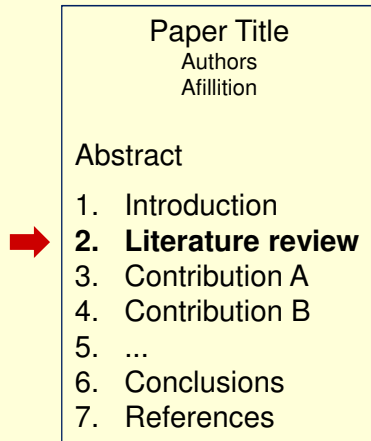 Paper Title
Authors
Afillition
Abstract
1. Introduction
2. Literature review
3. Contribution A
4. Contribution B
5. ...
6. Conclusions
7. References